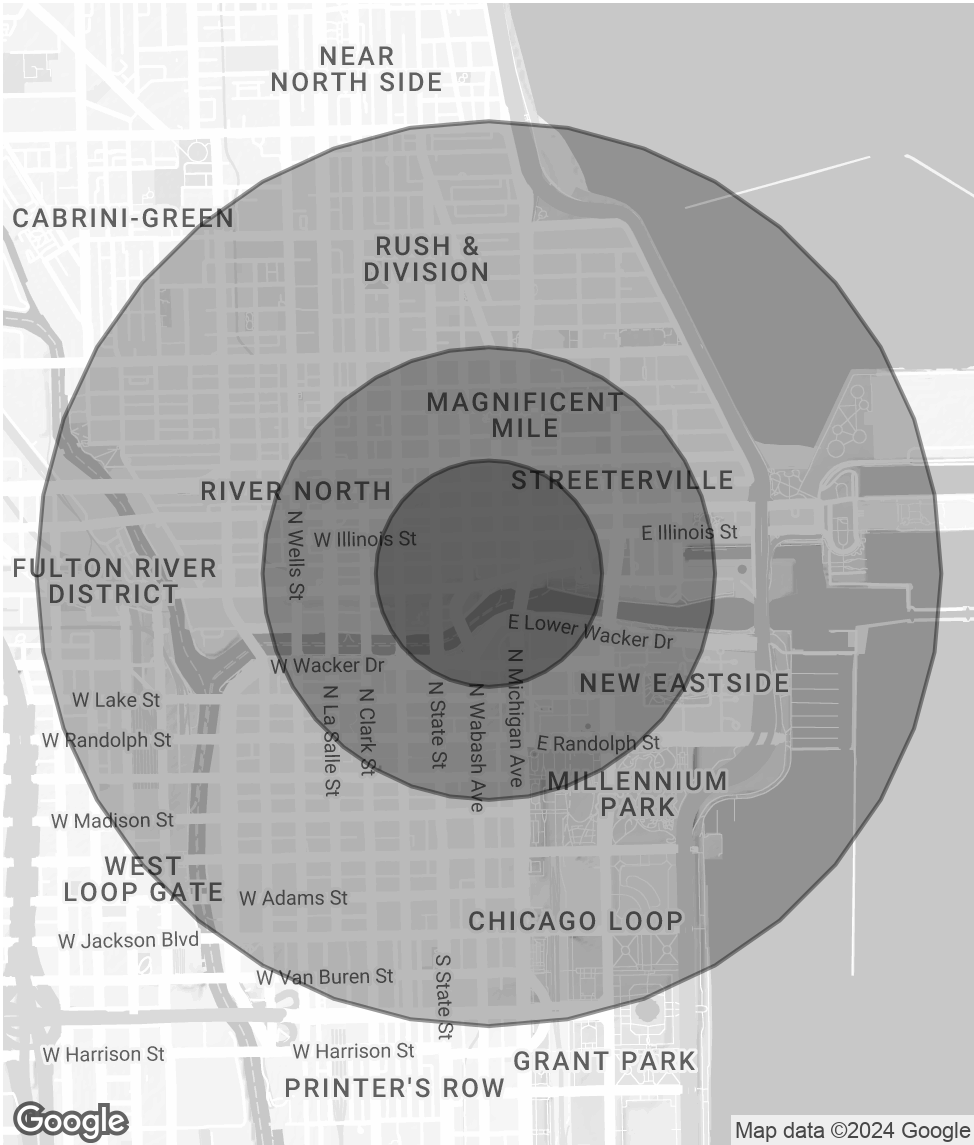 NEAR
NORTH SIDE
CABRINI-GREEN
RUSH &
DIVISION
MAGNIFICENT
MILE
STREETERVILLE
RIVER NORTH
N Wells St
W Illinois St
E Illinois St
FULTON RIVER
DISTRICT
E Lower Wacker Dr
W Wacker Dr
NEW EASTSIDE
W Lake St
N La Salle St
N Clark St
N State St
N Wabash Ave
N Michigan Ave
W Randolph St
E Randolph St
MILLENNIUM
PARK
W Madison St
WEST
LOOP GATE
W Adams St
CHICAGO LOOP
W Jackson Blvd
W Van Buren St
S State St
W Harrison St
W Harrison St
GRANT PARK
PRINTER'S ROW
Google
Map data ©2024 Google